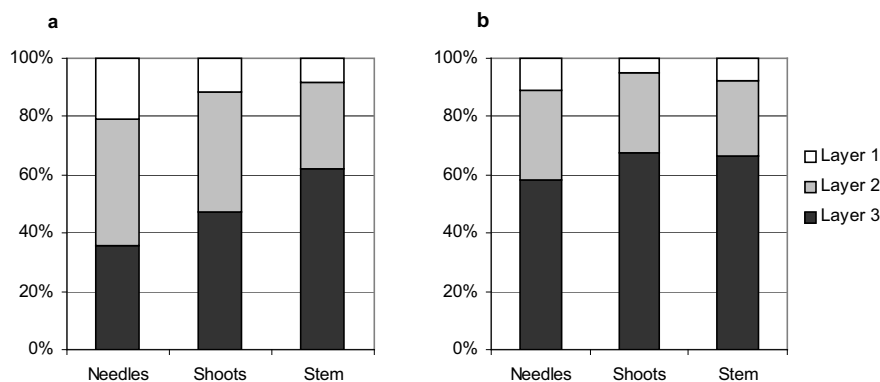 a
100%
80%
60%
40%
20%
0%
Needles Shoots Stem
b
100%
80%
60%
40%
20%
0%
Needles Shoots Stem
Layer 1
Layer 2
Layer 3